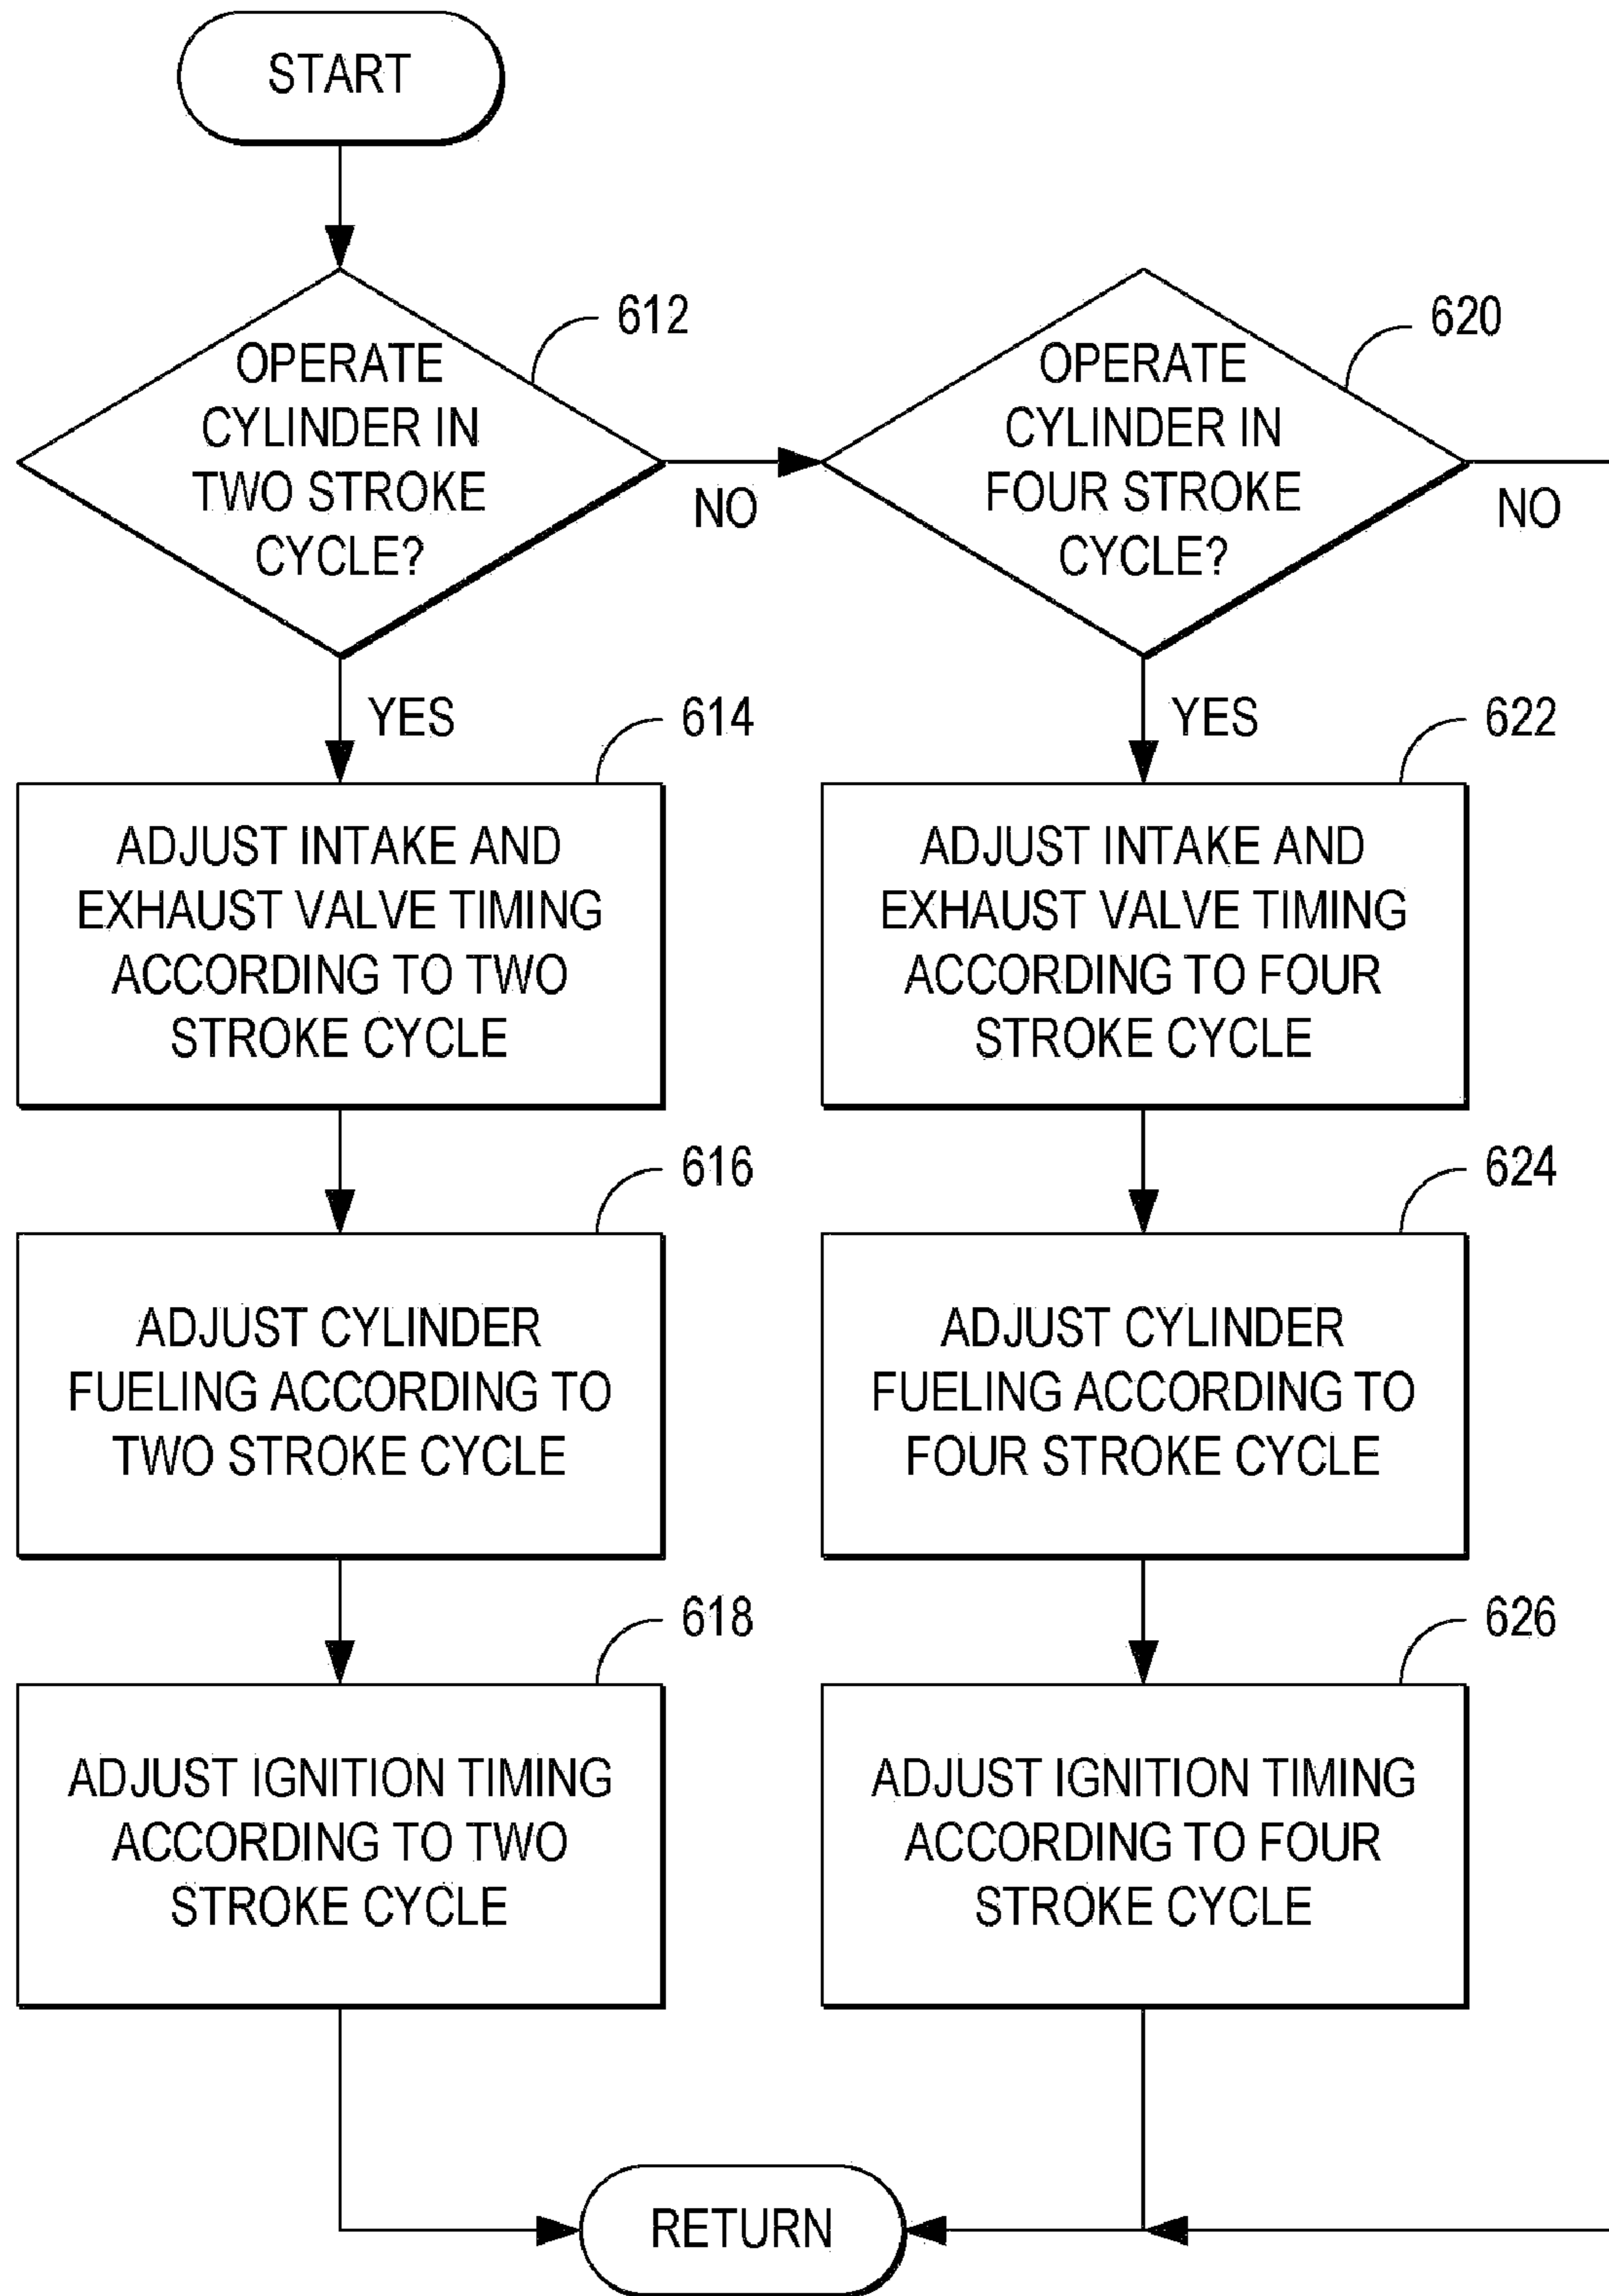 START
612
OPERATE
CYLINDER IN
TWO STROKE
CYCLE?
NO
YES
614
ADJUST INTAKE AND
EXHAUST VALVE TIMING
ACCORDING TO TWO
STROKE CYCLE
616
ADJUST CYLINDER
FUELING ACCORDING TO
TWO STROKE CYCLE
618
ADJUST IGNITION TIMING
ACCORDING TO TWO
STROKE CYCLE
620
OPERATE
CYLINDER IN
FOUR STROKE
CYCLE?
NO
YES
622
ADJUST INTAKE AND
EXHAUST VALVE TIMING
ACCORDING TO FOUR
STROKE CYCLE
624
ADJUST CYLINDER
FUELING ACCORDING TO
FOUR STROKE CYCLE
626
ADJUST IGNITION TIMING
ACCORDING TO FOUR
STROKE CYCLE
RETURN